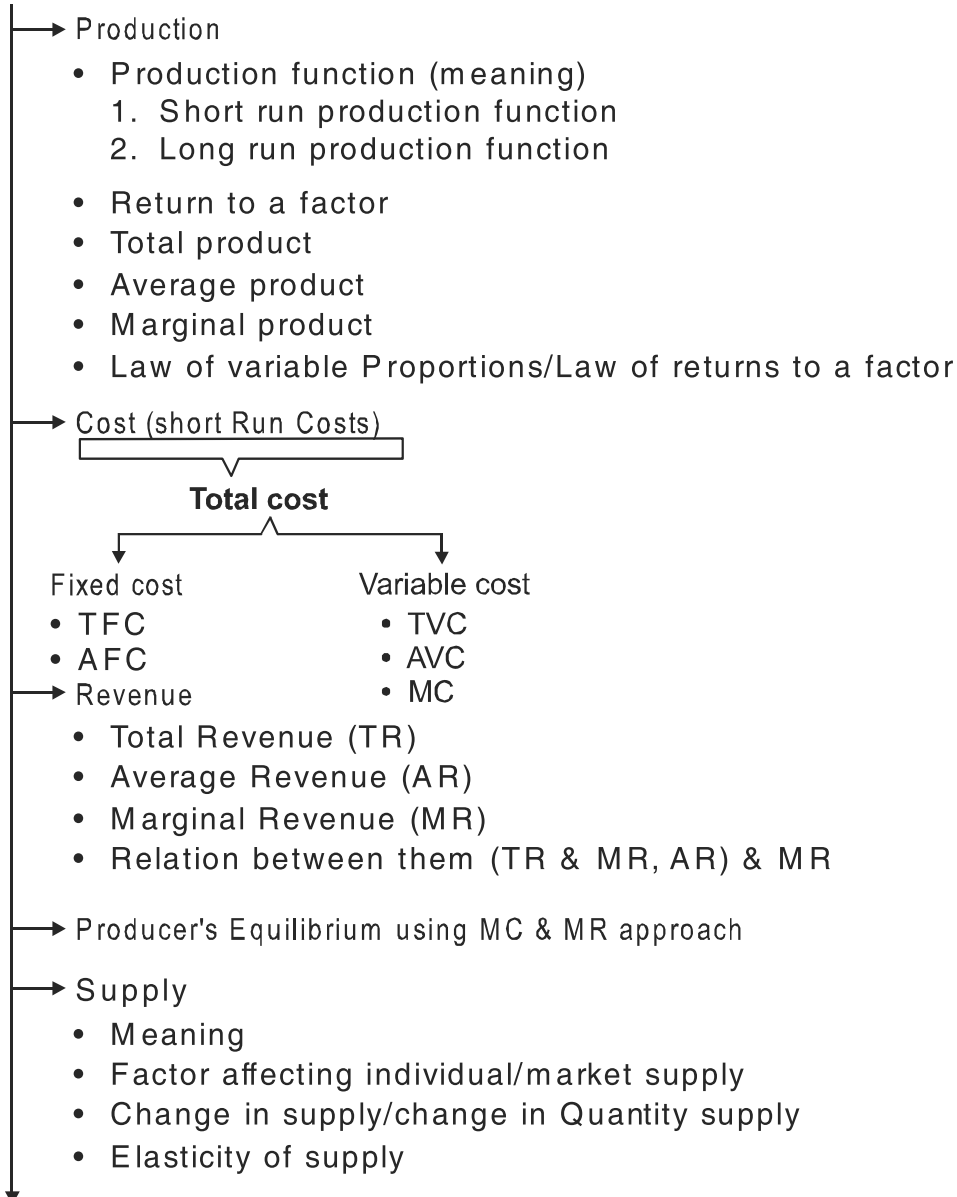 Production
• Production function (meaning)
1. Short run production function
2. Long run production function
• Return to a factor
• Total product
• Average product
• Marginal product
• Law of variable Proportions/Law of returns to a factor
Cost (short Run Costs)
Total cost
Fixed cost
• TFC
• AFC
Variable cost
• TVC
• AVC
• MC
Revenue
• Total Revenue (TR)
• Average Revenue (AR)
• Marginal Revenue (MR)
• Relation between them (TR & MR, AR) & MR
Producer's Equilibrium using MC & MR approach
Supply
• Meaning
• Factor affecting individual/market supply
• Change in supply/change in Quantity supply
• Elasticity of supply